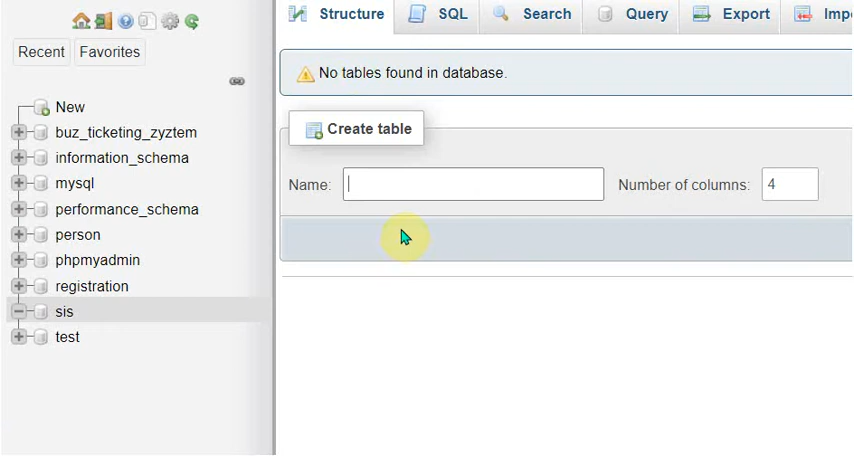 Structure SQL Search Query Export Impo
Recent Favorites
No tables found in database.
New
Create table
buz_ticketing_zyztem
information_schema
mysql
Name: Number of columns: 4
performance_schema
person
phpmyadmin
registration
sis
test